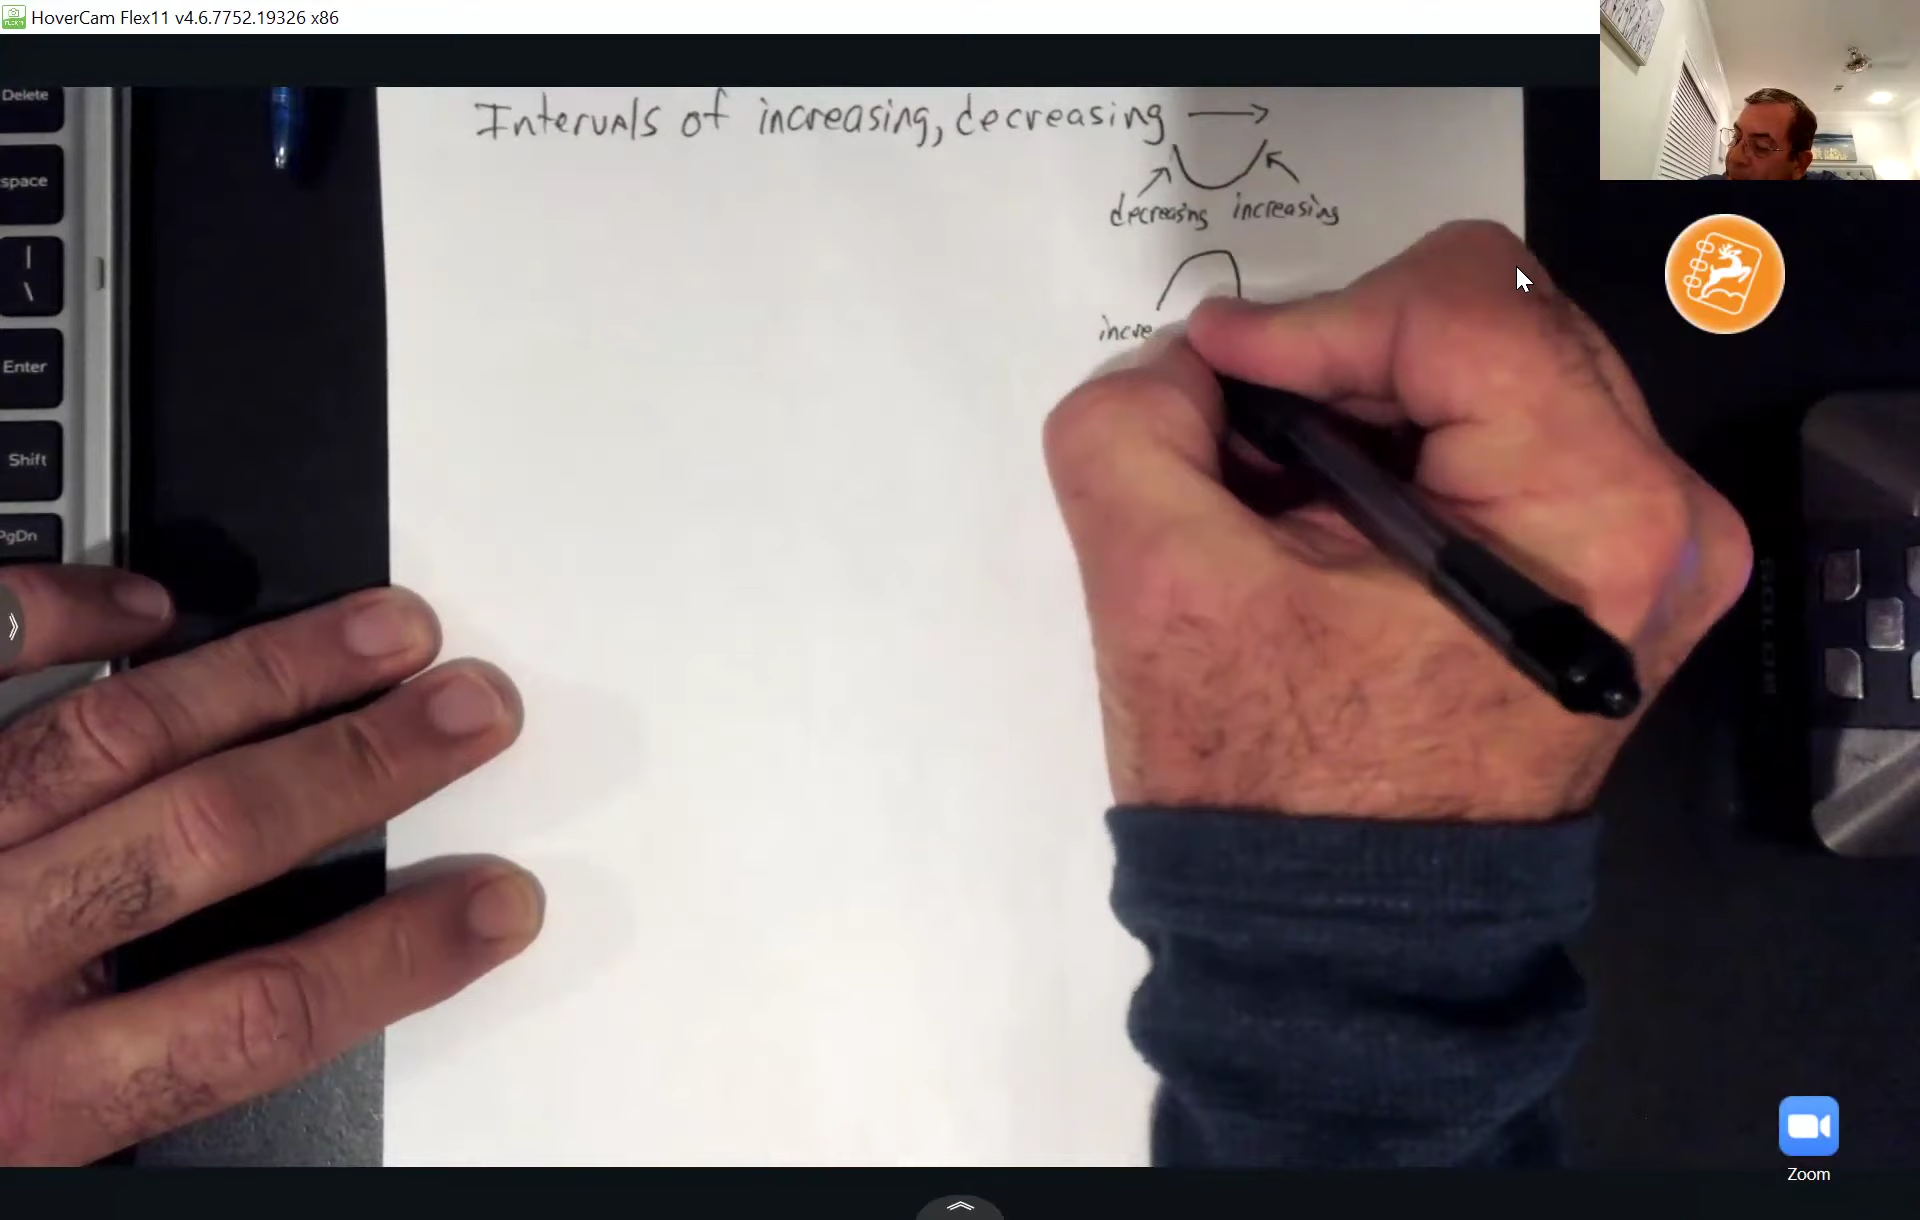 HoverCam Flex11 v4.6.7752.19326 x86
Delete
space
|
\
Enter
Shift
PgDn
Intervals of increasing, decreasing →
decreasing increasing
incre
Zoom